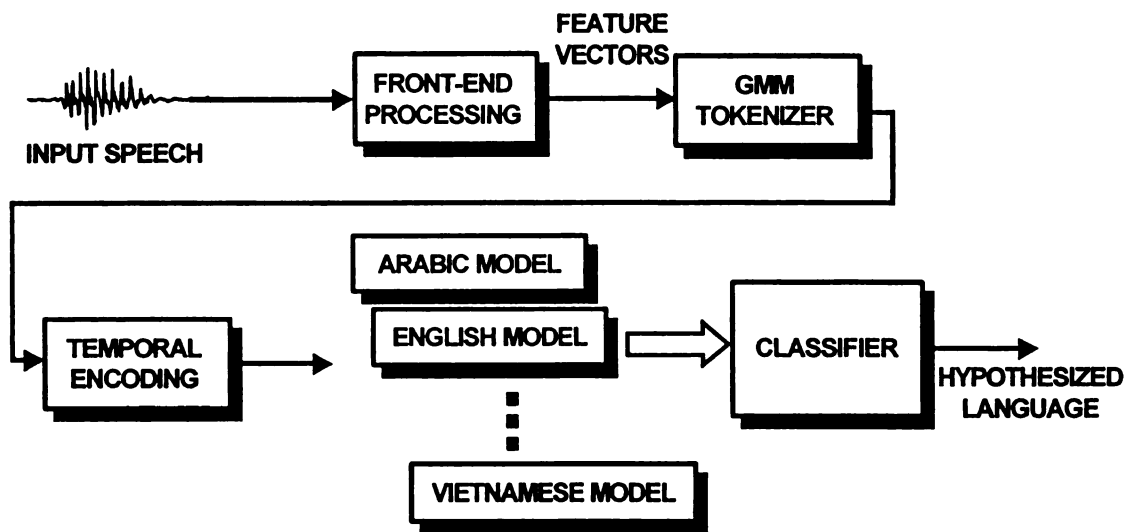 FEATURE
VECTORS
FRONT-END
PROCESSING
GMM
TOKENIZER
INPUT SPEECH
ARABIC MODEL
ENGLISH MODEL
TEMPORAL
ENCODING
CLASSIFIER
HYPOTHESIZED
LANGUAGE
VIETNAMESE MODEL